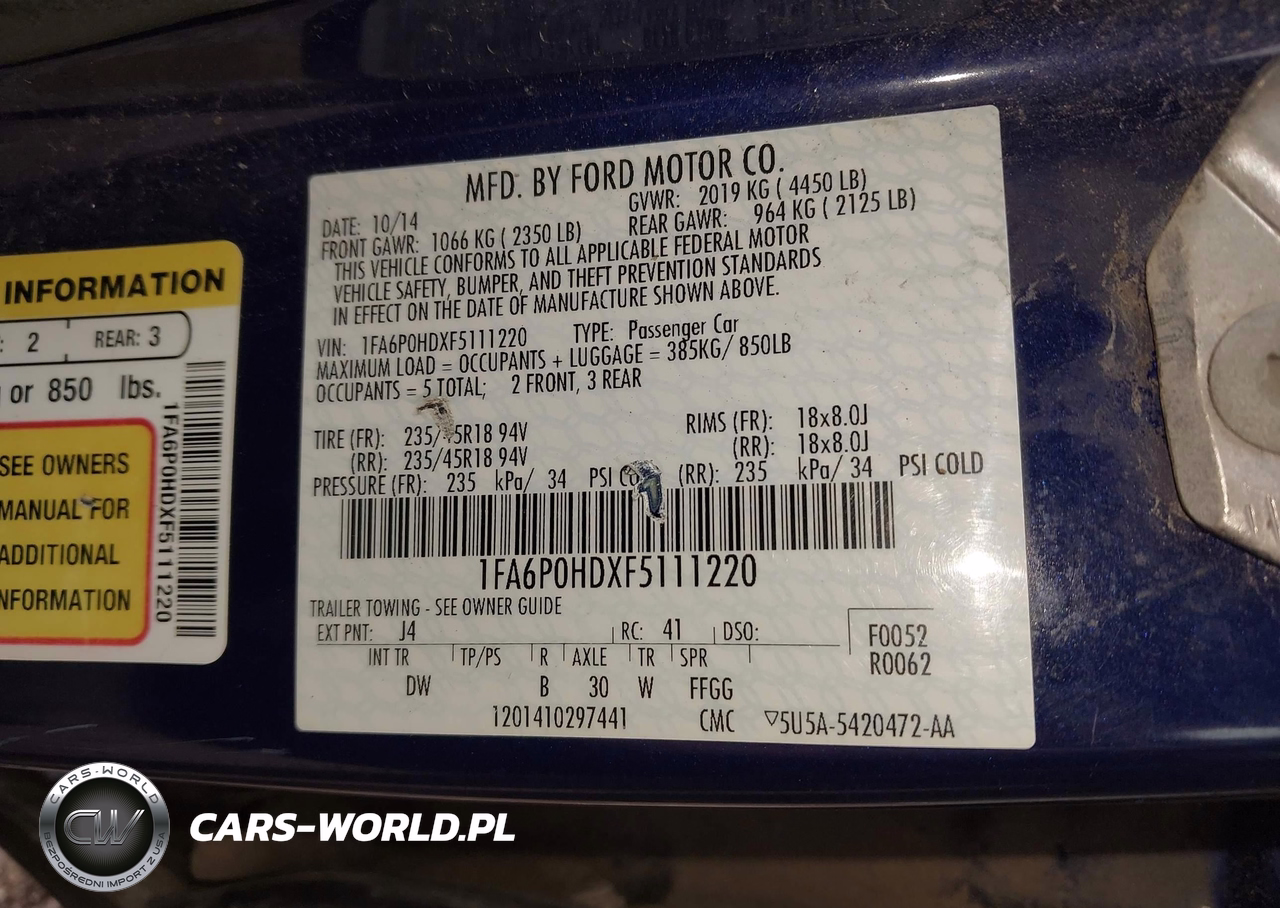 MFD. BY FORD MOTOR CO.
DATE: 10/14 GVWR: 2019 KG ( 4450 LB)
FRONT GAWR: 1066 KG ( 2350 LB) REAR GAWR: 964 KG ( 2125 LB)
THIS VEHICLE CONFORMS TO ALL APPLICABLE FEDERAL MOTOR
VEHICLE SAFETY, BUMPER, AND THEFT PREVENTION STANDARDS
IN EFFECT ON THE DATE OF MANUFACTURE SHOWN ABOVE.
VIN: 1FA6P0HDXF5111220 TYPE: Passenger Car
MAXIMUM LOAD = OCCUPANTS + LUGGAGE = 385KG/ 850LB
OCCUPANTS = 5 TOTAL; 2 FRONT, 3 REAR
TIRE (FR): 235/45R18 94V RIMS (FR): 18x8.0J
(RR): 235/45R18 94V (RR): 18x8.0J
PRESSURE (FR): 235 kPa/ 34 PSI (RR): 235 kPa/ 34 PSI COLD
1FA6P0HDXF5111220
TRAILER TOWING - SEE OWNER GUIDE
EXT PNT: J4 RC: 41 DSO: F0052
R0062
INT TR TP/PS R AXLE TR SPR
DW B 30 W FFGG
1201410297441 CMC ▽5U5A-5420472-AA
INFORMATION
: 2 REAR: 3
or 850 lbs.
SEE OWNERS
MANUAL FOR
ADDITIONAL
INFORMATION
1FA6P0HDXF5111220
CARS-WORLD
CW
BEZPOŚREDNI IMPORT Z USA
CARS-WORLD.PL